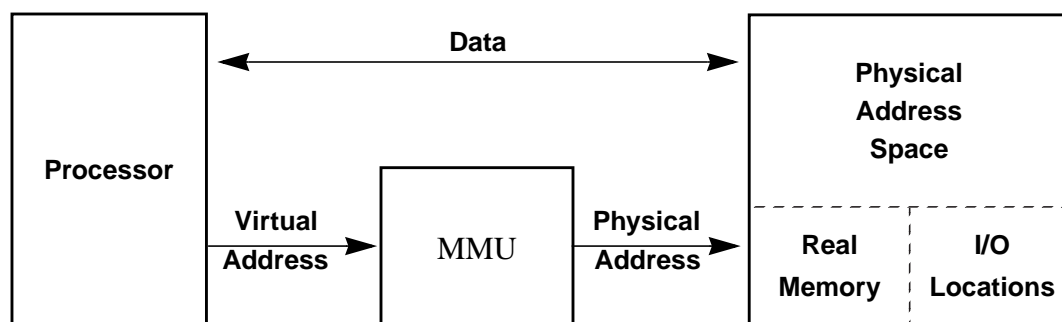 Data
Physical
Address
Space
Processor
Virtual
Address
MMU
Physical
Address
Real
Memory
I/O
Locations